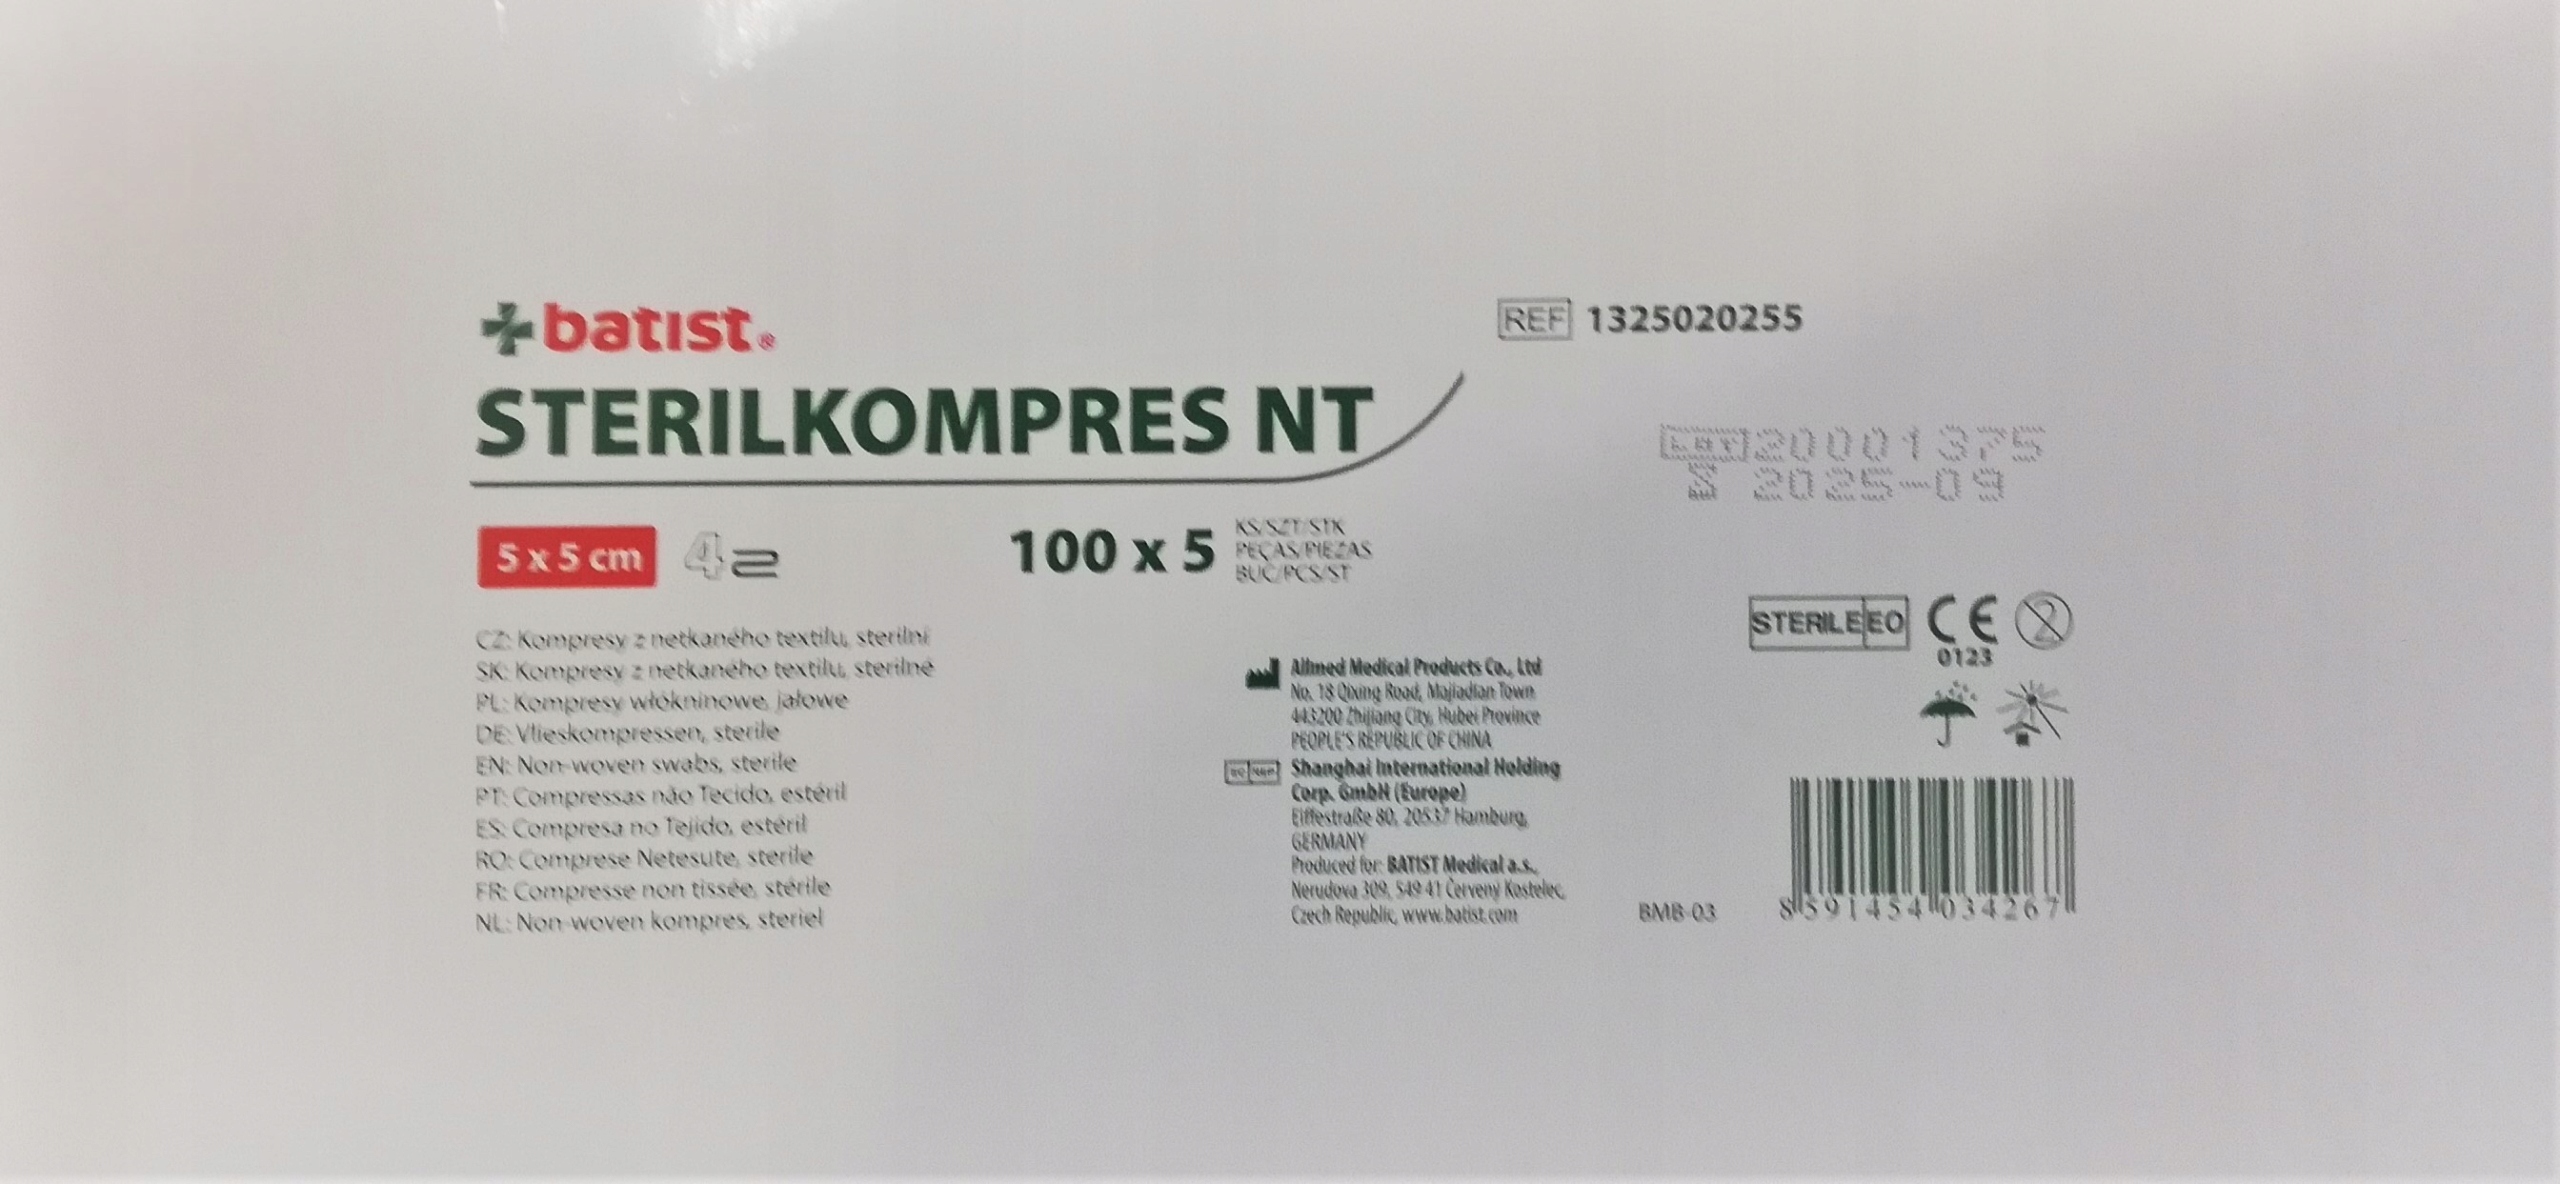 batist®
STERILKOMPRES NT
REF 1325020255
LOT 20001375
2025-09
5 x 5 cm
4
100 x 5
KS/SZT/STK
PEÇAS/PIEZAS
BUC/PCS/ST
CZ: Kompresy z netkaného textilu, sterilní
SK: Kompresy z netkaného textilu, sterilné
PL: Kompresy włókninowe, jałowe
DE: Vlieskompressen, sterile
EN: Non-woven swabs, sterile
PT: Compressas não Tecido, estéril
ES: Compresa no Tejido, estéril
RO: Comprese Netesute, sterile
FR: Compresse non tissée, stérile
NL: Non-woven kompres, steriel
Allmed Medical Products Co., Ltd
No. 18 Qixing Road, Majiadian Town
443200 Zhijiang City, Hubei Province
PEOPLE'S REPUBLIC OF CHINA
EC REP Shanghai International Holding
Corp. GmbH (Europe)
Eiffestraße 80, 20537 Hamburg,
GERMANY
Produced for: BATIST Medical a.s.,
Nerudova 309, 549 41 Červený Kostelec,
Czech Republic, www.batist.com
STERILE EO CE 2
0123
BMB-03
8 591454 034267